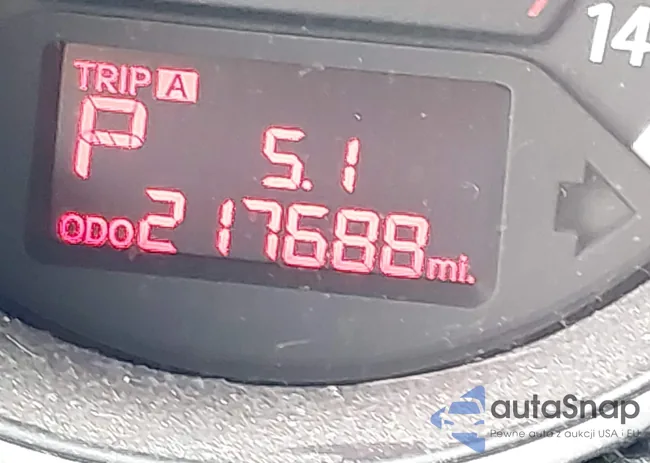 14
TRIP A
P 5.1
ODO 217688 mi.
autaSnap
Pewne auta z aukcji USA i EU